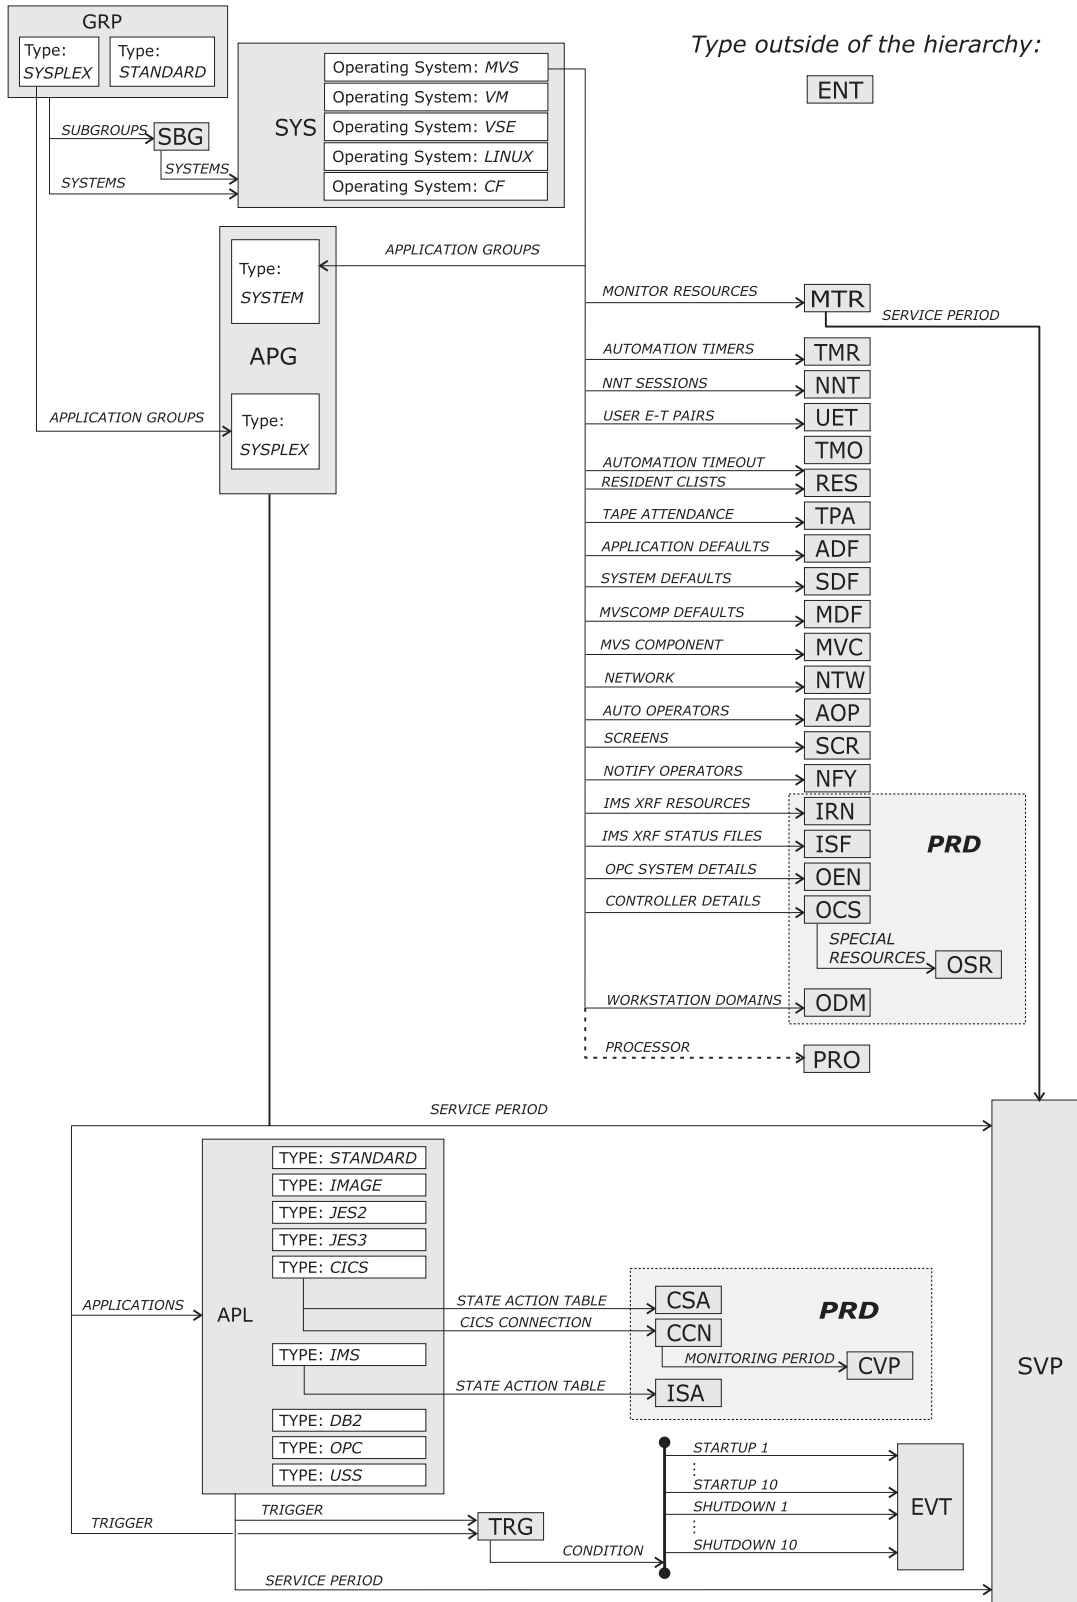 GRP
Type:
SYSPLEX
Type:
STANDARD
Type outside of the hierarchy:
ENT
SYS
Operating System: MVS
Operating System: VM
Operating System: VSE
Operating System: LINUX
Operating System: CF
SUBGROUPS
SBG
SYSTEMS
SYSTEMS
APPLICATION GROUPS
Type:
SYSTEM
APG
Type:
SYSPLEX
APPLICATION GROUPS
MONITOR RESOURCES
MTR
SERVICE PERIOD
AUTOMATION TIMERS
TMR
NNT SESSIONS
NNT
USER E-T PAIRS
UET
TMO
AUTOMATION TIMEOUT
RESIDENT CLISTS
RES
TAPE ATTENDANCE
TPA
APPLICATION DEFAULTS
ADF
SYSTEM DEFAULTS
SDF
MVSCOMP DEFAULTS
MDF
MVS COMPONENT
MVC
NETWORK
NTW
AUTO OPERATORS
AOP
SCREENS
SCR
NOTIFY OPERATORS
NFY
IMS XRF RESOURCES
IRN
IMS XRF STATUS FILES
ISF
PRD
OPC SYSTEM DETAILS
OEN
CONTROLLER DETAILS
OCS
SPECIAL
RESOURCES
OSR
WORKSTATION DOMAINS
ODM
PROCESSOR
PRO
SERVICE PERIOD
TYPE: STANDARD
TYPE: IMAGE
TYPE: JES2
TYPE: JES3
TYPE: CICS
APPLICATIONS
APL
STATE ACTION TABLE
CSA
PRD
CICS CONNECTION
CCN
TYPE: IMS
MONITORING PERIOD
CVP
SVP
STATE ACTION TABLE
ISA
TYPE: DB2
TYPE: OPC
TYPE: USS
STARTUP 1
STARTUP 10
SHUTDOWN 1
SHUTDOWN 10
EVT
TRIGGER
TRIGGER
TRG
CONDITION
SERVICE PERIOD